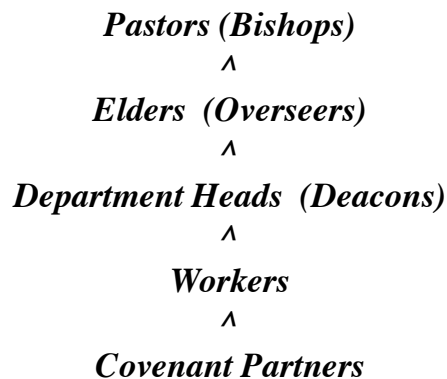 Pastors (Bishops)
^
Elders (Overseers)
^
Department Heads (Deacons)
^
Workers
^
Covenant Partners